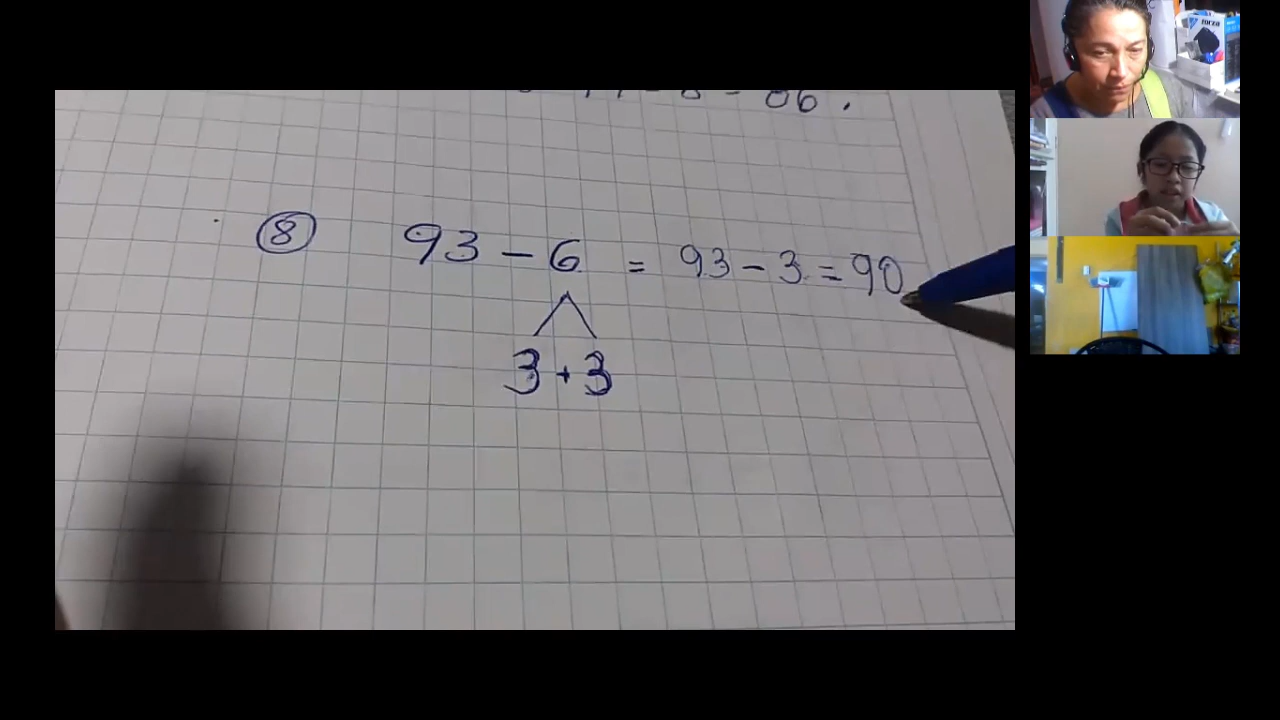 ⑧ 93 - 6 = 93 - 3 = 90
3 + 3